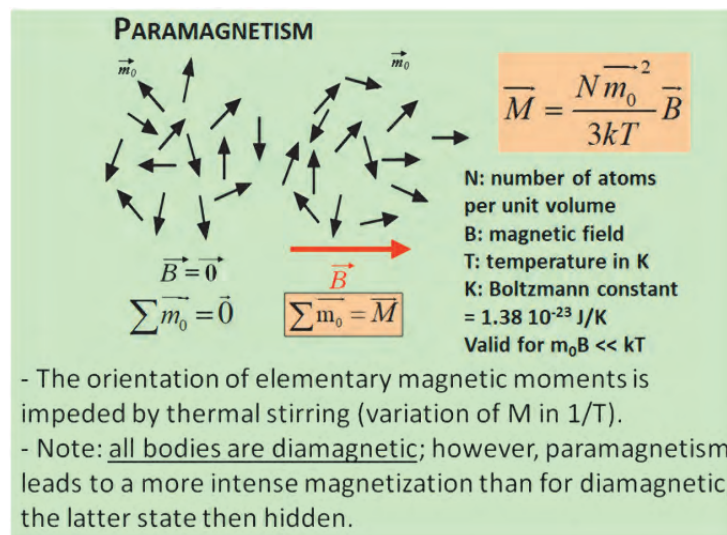 PARAMAGNETISM
m₀
m₀
M = N m₀² / 3kT B
N: number of atoms
per unit volume
B: magnetic field
T: temperature in K
K: Boltzmann constant
= 1.38 10⁻²³ J/K
Valid for m₀B << kT
B = 0
B
∑ m₀ = 0
∑ m₀ = M
- The orientation of elementary magnetic moments is
impeded by thermal stirring (variation of M in 1/T).
- Note: all bodies are diamagnetic; however, paramagnetism
leads to a more intense magnetization than for diamagnetic
the latter state then hidden.